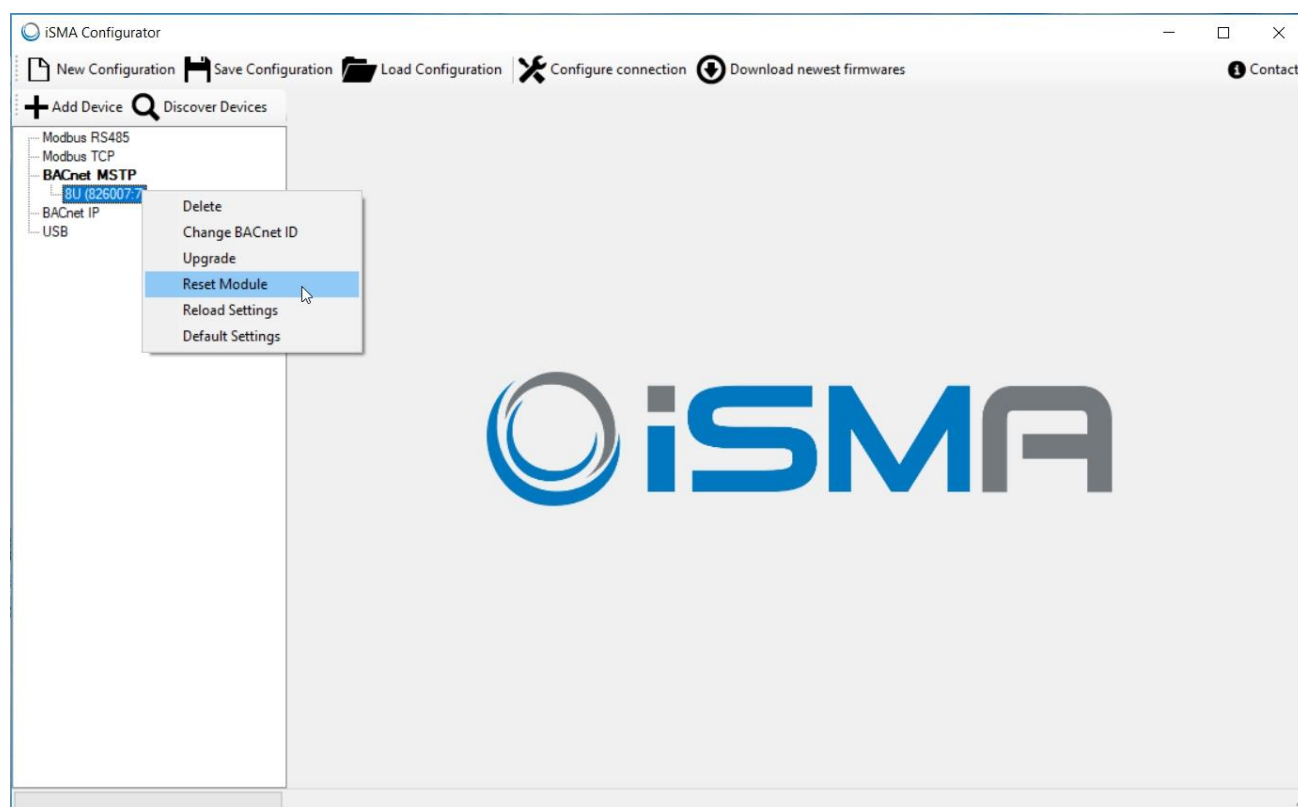 iSMA Configurator
New Configuration Save Configuration Load Configuration Configure connection Download newest firmwares Contact
Add Device Discover Devices
Modbus RS485
Modbus TCP
BACnet MSTP
8U (826007:7
BACnet IP
USB
Delete
Change BACnet ID
Upgrade
Reset Module
Reload Settings
Default Settings
iSMA